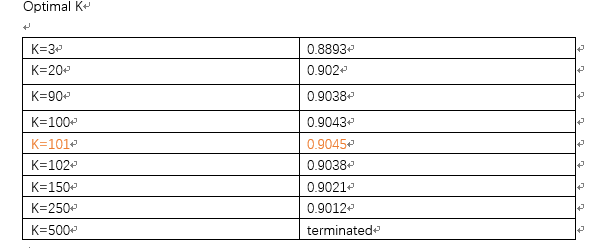 Optimal K
K=3 0.8893
K=20 0.902
K=90 0.9038
K=100 0.9043
K=101 0.9045
K=102 0.9038
K=150 0.9021
K=250 0.9012
K=500 terminated